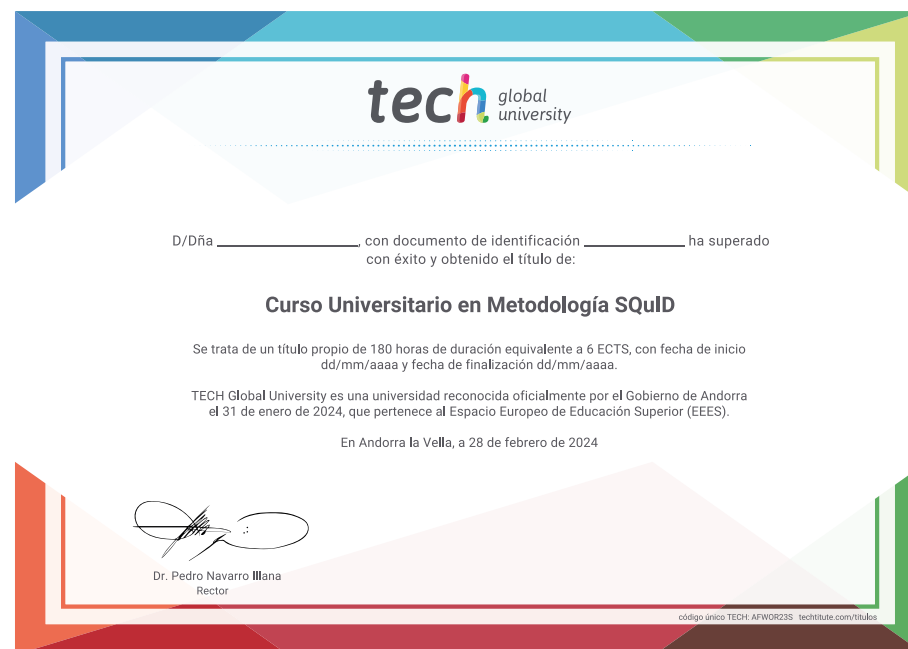 tech global university
D/Dña ____________________, con documento de identificación ______________ ha superado
con éxito y obtenido el título de:
Curso Universitario en Metodología SQuID
Se trata de un título propio de 180 horas de duración equivalente a 6 ECTS, con fecha de inicio
dd/mm/aaaa y fecha de finalización dd/mm/aaaa.
TECH Global University es una universidad reconocida oficialmente por el Gobierno de Andorra
el 31 de enero de 2024, que pertenece al Espacio Europeo de Educación Superior (EEES).
En Andorra la Vella, a 28 de febrero de 2024
Dr. Pedro Navarro Illana
Rector
código único TECH: AFWOR23S techtitute.com/titulos